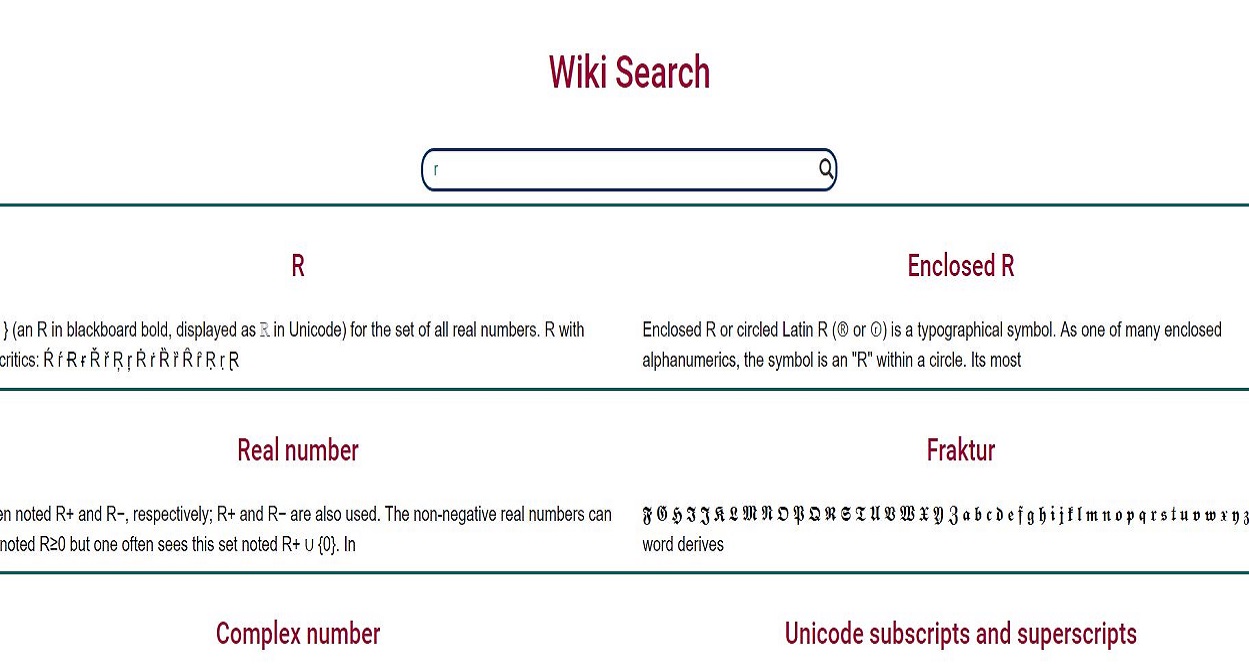 Wiki Search
r
R
} (an R in blackboard bold, displayed as ℝ in Unicode) for the set of all real numbers. R with
critics: Ŕ ŕ Ɍ ɍ Ř ř Ŗ ŗ Ṙ ṙ Ȑ ȑ Ȓ ȓ Ṛ ṛ Ɽ
Enclosed R
Enclosed R or circled Latin R (® or ⓡ) is a typographical symbol. As one of many enclosed
alphanumerics, the symbol is an "R" within a circle. Its most
Real number
en noted R+ and R−, respectively; R+ and R− are also used. The non-negative real numbers can
noted R≥0 but one often sees this set noted R+ ∪ {0}. In
Fraktur
𝕱 𝕲 𝕳 𝕴 𝕵 𝕶 𝕷 𝕸 𝕹 𝕺 𝕻 𝕼 𝕽 𝕾 𝕿 𝖀 𝖁 𝖂 𝖃 𝖄 𝖅 𝖆 𝖇 𝖈 𝖉 𝖊 𝖋 𝖌 𝖍 𝖎 𝖏 𝖐 𝖑 𝖒 𝖓 𝖔 𝖕 𝖖 𝖗 𝖘 𝖙 𝖚 𝖛 𝖜 𝖝 𝖞 𝖟
word derives
Complex number
Unicode subscripts and superscripts